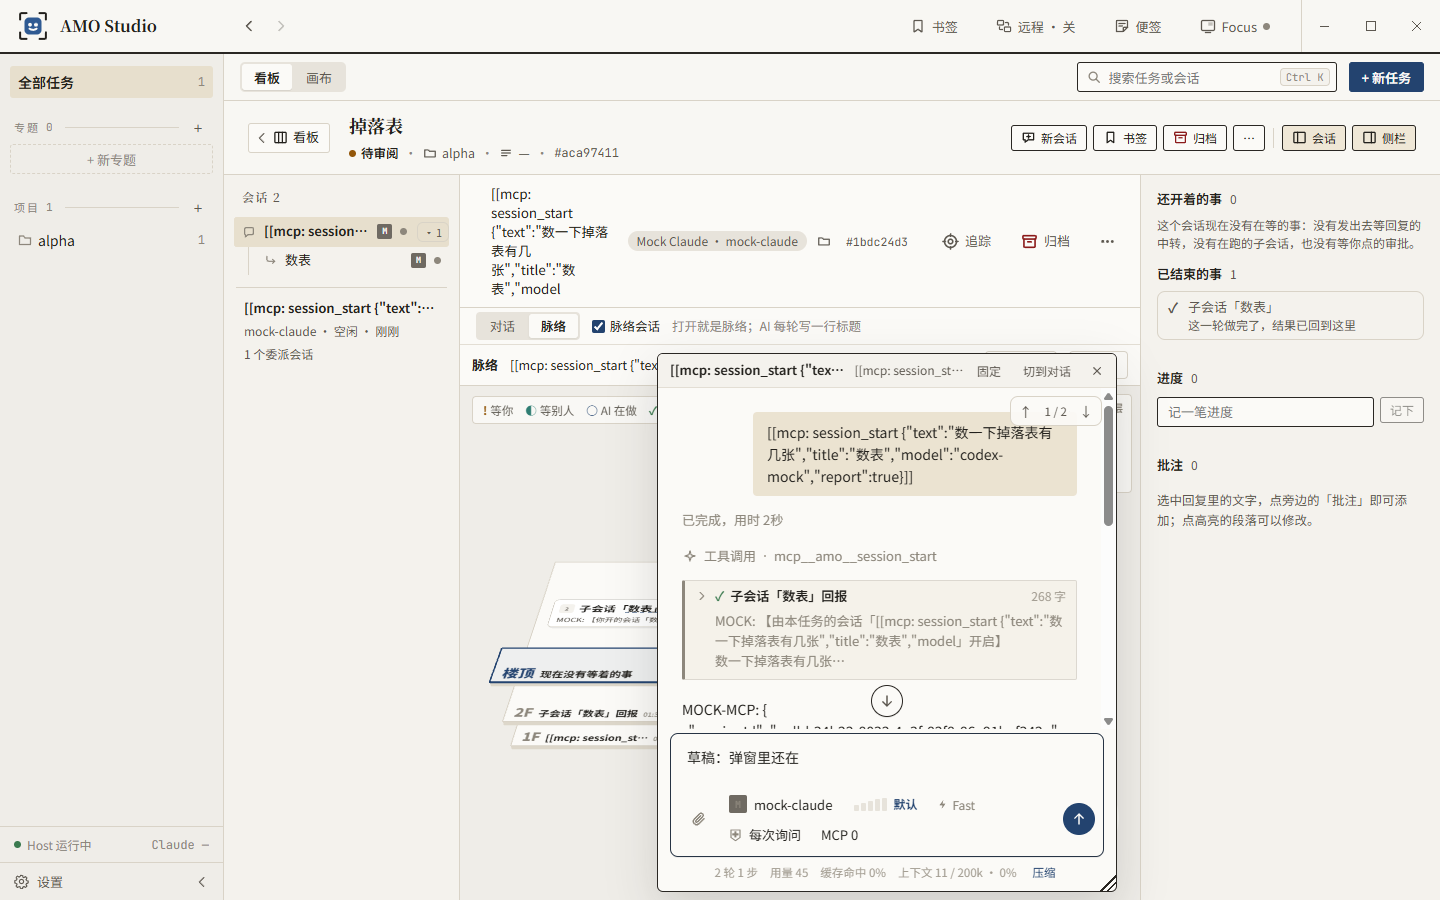 AMO Studio
书签
远程 · 关
便签
Focus
全部任务 1
专题 0
+ 新专题
项目 1
alpha 1
Host 运行中 Claude —
设置
看板 画布
搜索任务或会话 Ctrl K
+ 新任务
看板
掉落表
待审阅 · alpha · — · #aca97411
新会话
书签
归档
···
会话
侧栏
会话 2
[[mcp: session··· M 1
数表 M
[[mcp: session_start {"text":···
mock-claude · 空闲 · 刚刚
1 个委派会话
[[mcp:
session_start
{"text":"数一下掉落
表有几
张","title":"数
表","model
Mock Claude · mock-claude
#1bdc24d3
追踪
归档
···
对话 脉络
脉络会话
打开就是脉络；AI 每轮写一行标题
脉络 [[mcp: session_start {"tex
! 等你 等别人 AI 在做
2 子会话「数表
MOCK: 【你开的会话「数
楼顶 现在没有等着的事
2F 子会话「数表」回报
1F [[mcp: session_st···
[[mcp: session_start {"tex··· [[mcp: session_st··· 固定 切到对话
1 / 2
[[mcp: session_start {"text":"数一下掉落表有
几张","title":"数表","model":"codex-
mock","report":true}]]
已完成，用时 2秒
工具调用 · mcp__amo__session_start
子会话「数表」回报 268 字
MOCK: 【由本任务的会话「[[mcp: session_start {"text":"数
一下掉落表有几张","title":"数表","model」开启】
数一下掉落表有几张···
MOCK-MCP: {
草稿：弹窗里还在
M mock-claude 默认 Fast
每次询问 MCP 0
2 轮 1 步 用量 45 缓存命中 0% 上下文 11 / 200k · 0% 压缩
还开着的事 0
这个会话现在没有在等的事：没有发出去等回复的
中转，没有在跑的子会话，也没有等你点的审批。
已结束的事 1
子会话「数表」
这一轮做完了，结果已回到这里
进度 0
记一笔进度 记下
批注 0
选中回复里的文字，点旁边的「批注」即可添
加；点高亮的段落可以修改。